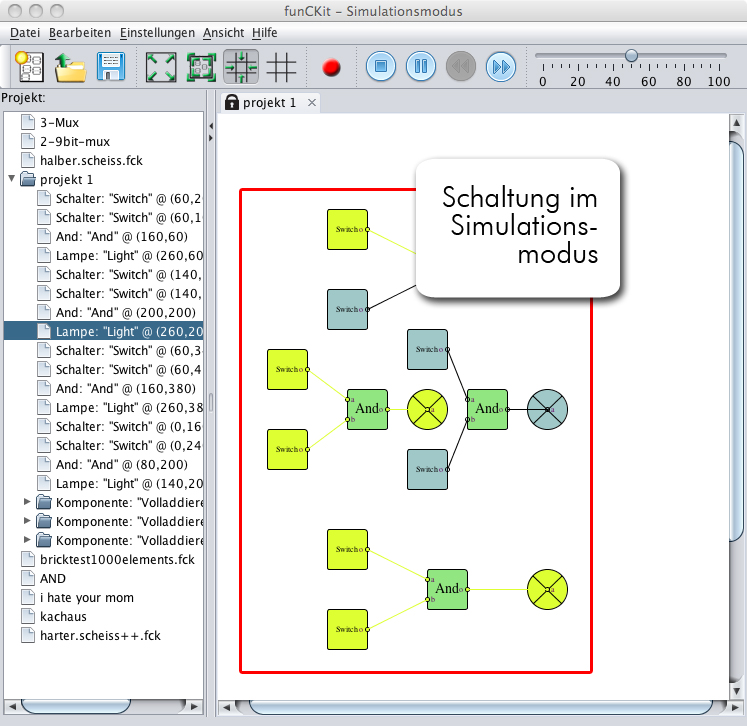 funCKit – Simulationsmodus
Datei Bearbeiten Einstellungen Ansicht Hilfe
0 20 40 60 80 100
Projekt:
projekt 1
3-Mux
2-9bit-mux
halber.scheiss.fck
projekt 1
Schalter: "Switch" @ (60,2
Schalter: "Switch" @ (60,1
And: "And" @ (160,60)
Lampe: "Light" @ (260,60
Schalter: "Switch" @ (140,
Schalter: "Switch" @ (140,
And: "And" @ (200,200)
Lampe: "Light" @ (260,20
Schalter: "Switch" @ (60,3
Schalter: "Switch" @ (60,4
And: "And" @ (160,380)
Lampe: "Light" @ (260,38
Schalter: "Switch" @ (0,16
Schalter: "Switch" @ (0,24
And: "And" @ (80,200)
Lampe: "Light" @ (140,20
Komponente: "Volladdiere
Komponente: "Volladdiere
Komponente: "Volladdiere
bricktest1000elements.fck
AND
i hate your mom
kachaus
harter.scheiss++.fck
Schaltung im
Simulations-
modus
Switch o
Switch o
Switch o
Switch o
a
b
And o
a
Switch o
Switch o
a
b
And o
a
Switch o
Switch o
a
b
And o
a